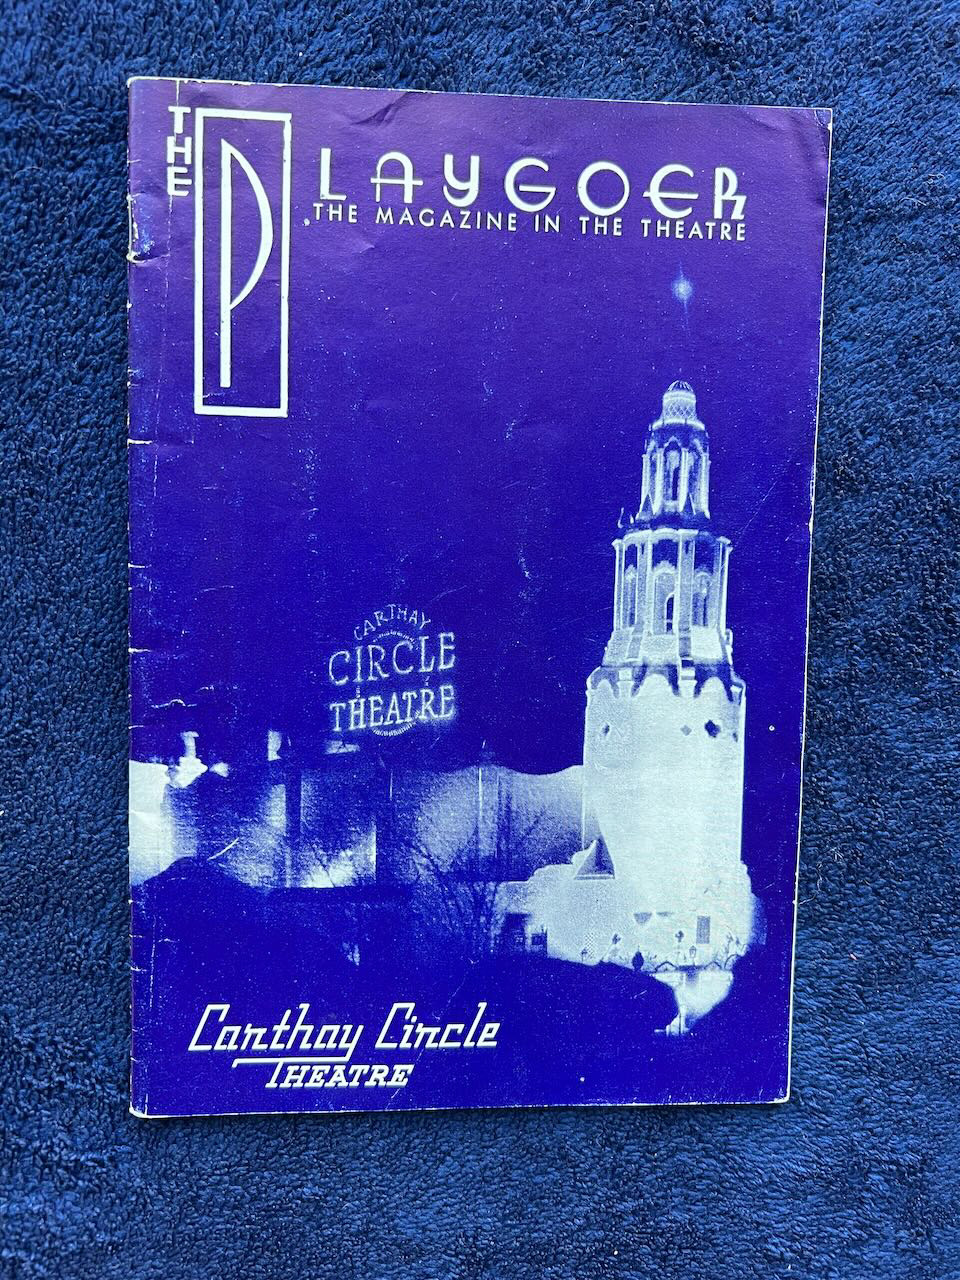 THE PLAYGOER
THE MAGAZINE IN THE THEATRE
CARTHAY
CIRCLE
THEATRE
Carthay Circle
THEATRE